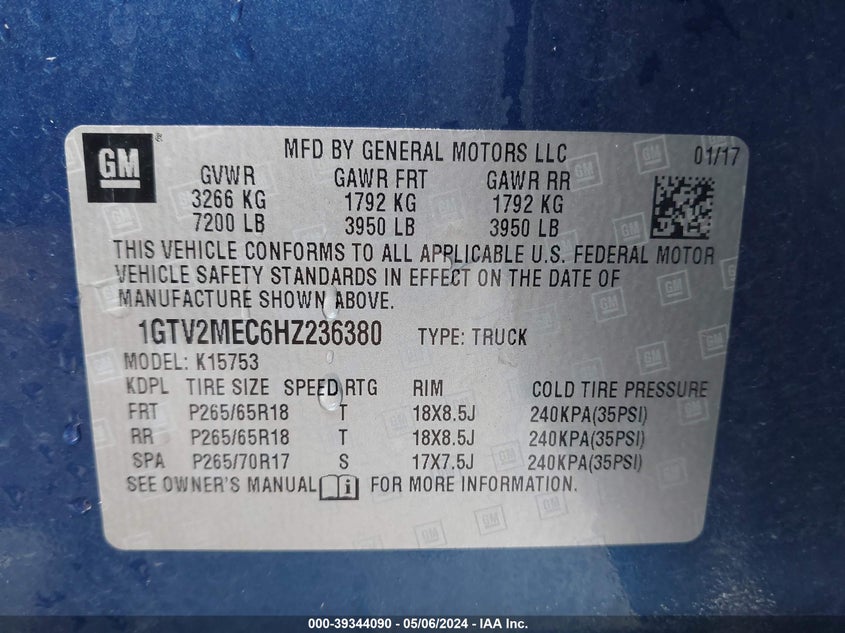 GM
MFD BY GENERAL MOTORS LLC 01/17
GVWR GAWR FRT GAWR RR
3266 KG 1792 KG 1792 KG
7200 LB 3950 LB 3950 LB
THIS VEHICLE CONFORMS TO ALL APPLICABLE U.S. FEDERAL MOTOR
VEHICLE SAFETY STANDARDS IN EFFECT ON THE DATE OF
MANUFACTURE SHOWN ABOVE.
1GTV2MEC6HZ236380 TYPE: TRUCK
MODEL: K15753
KDPL TIRE SIZE SPEED RTG RIM COLD TIRE PRESSURE
FRT P265/65R18 T 18X8.5J 240KPA(35PSI)
RR P265/65R18 T 18X8.5J 240KPA(35PSI)
SPA P265/70R17 S 17X7.5J 240KPA(35PSI)
SEE OWNER'S MANUAL FOR MORE INFORMATION.
000-39344090 - 05/06/2024 - IAA Inc.